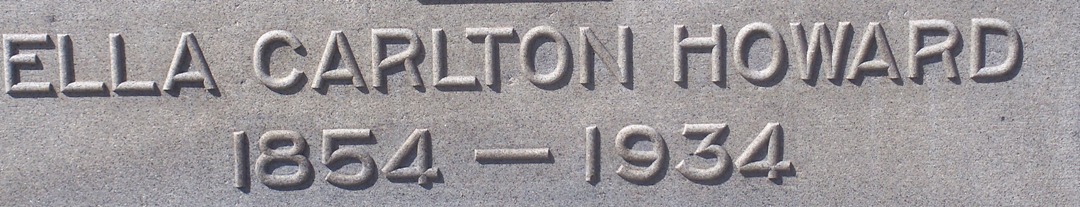 ELLA CARLTON HOWARD
1854 — 1934